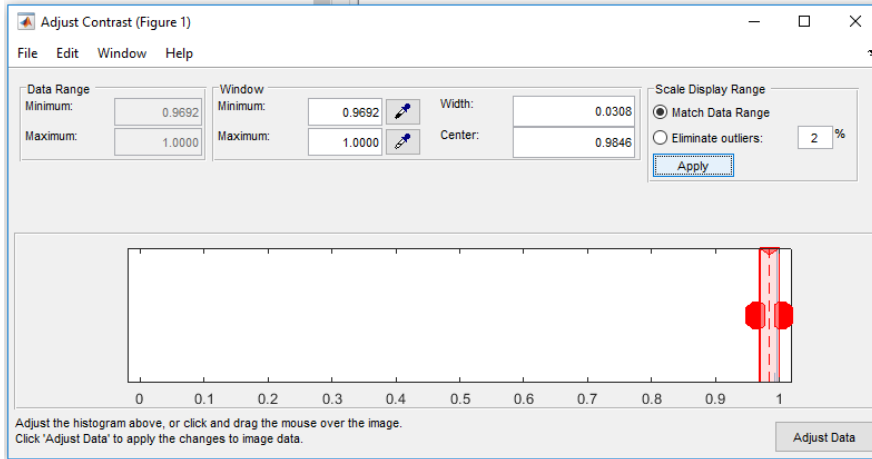 Adjust Contrast (Figure 1)
File Edit Window Help
Data Range
Minimum: 0.9692
Maximum: 1.0000
Window
Minimum: 0.9692
Maximum: 1.0000
Width: 0.0308
Center: 0.9846
Scale Display Range
Match Data Range
Eliminate outliers: 2 %
Apply
0 0.1 0.2 0.3 0.4 0.5 0.6 0.7 0.8 0.9 1
Adjust the histogram above, or click and drag the mouse over the image.
Click 'Adjust Data' to apply the changes to image data.
Adjust Data